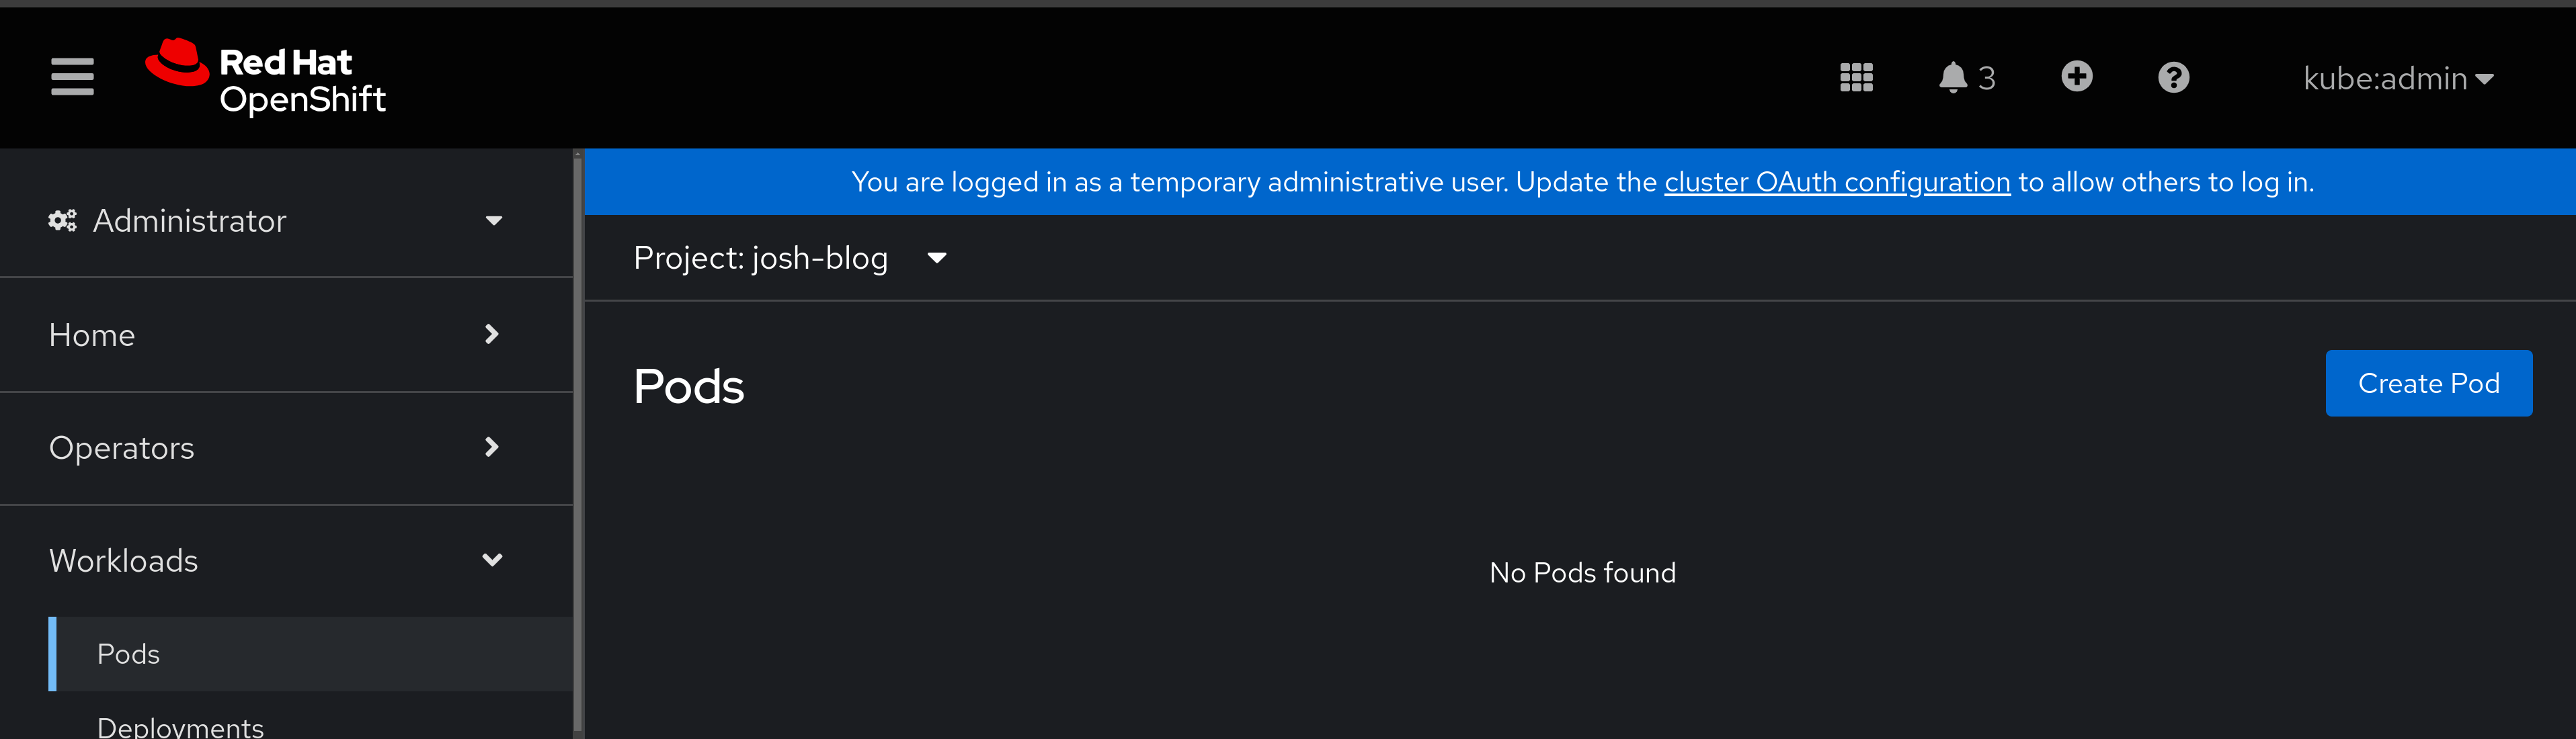 Red Hat
OpenShift
3
kube:admin
Administrator
Home
Operators
Workloads
Pods
Deployments
You are logged in as a temporary administrative user. Update the cluster OAuth configuration to allow others to log in.
Project: josh-blog
Pods
Create Pod
No Pods found